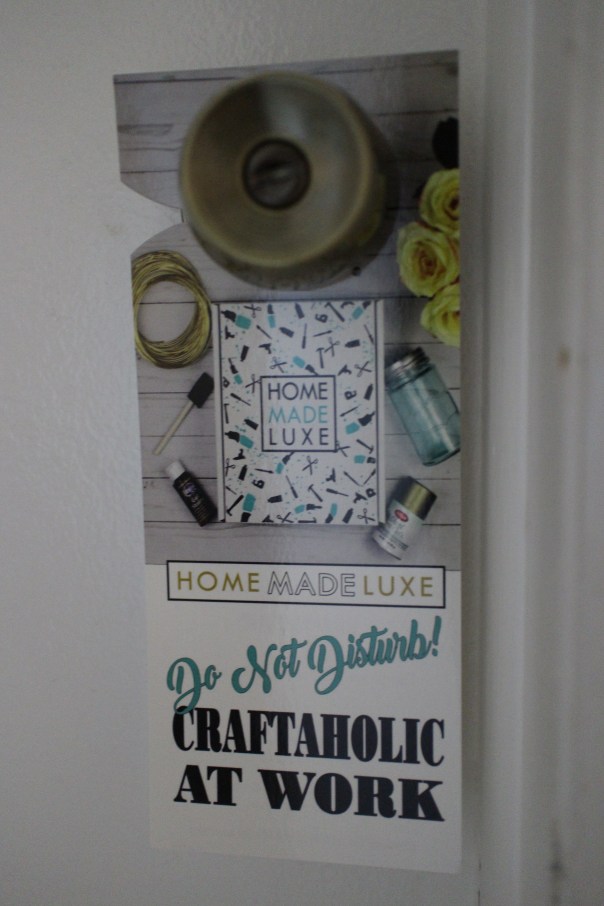 HOME
MADE
LUXE
HOME MADE LUXE
Do Not Disturb!
CRAFTAHOLIC
AT WORK